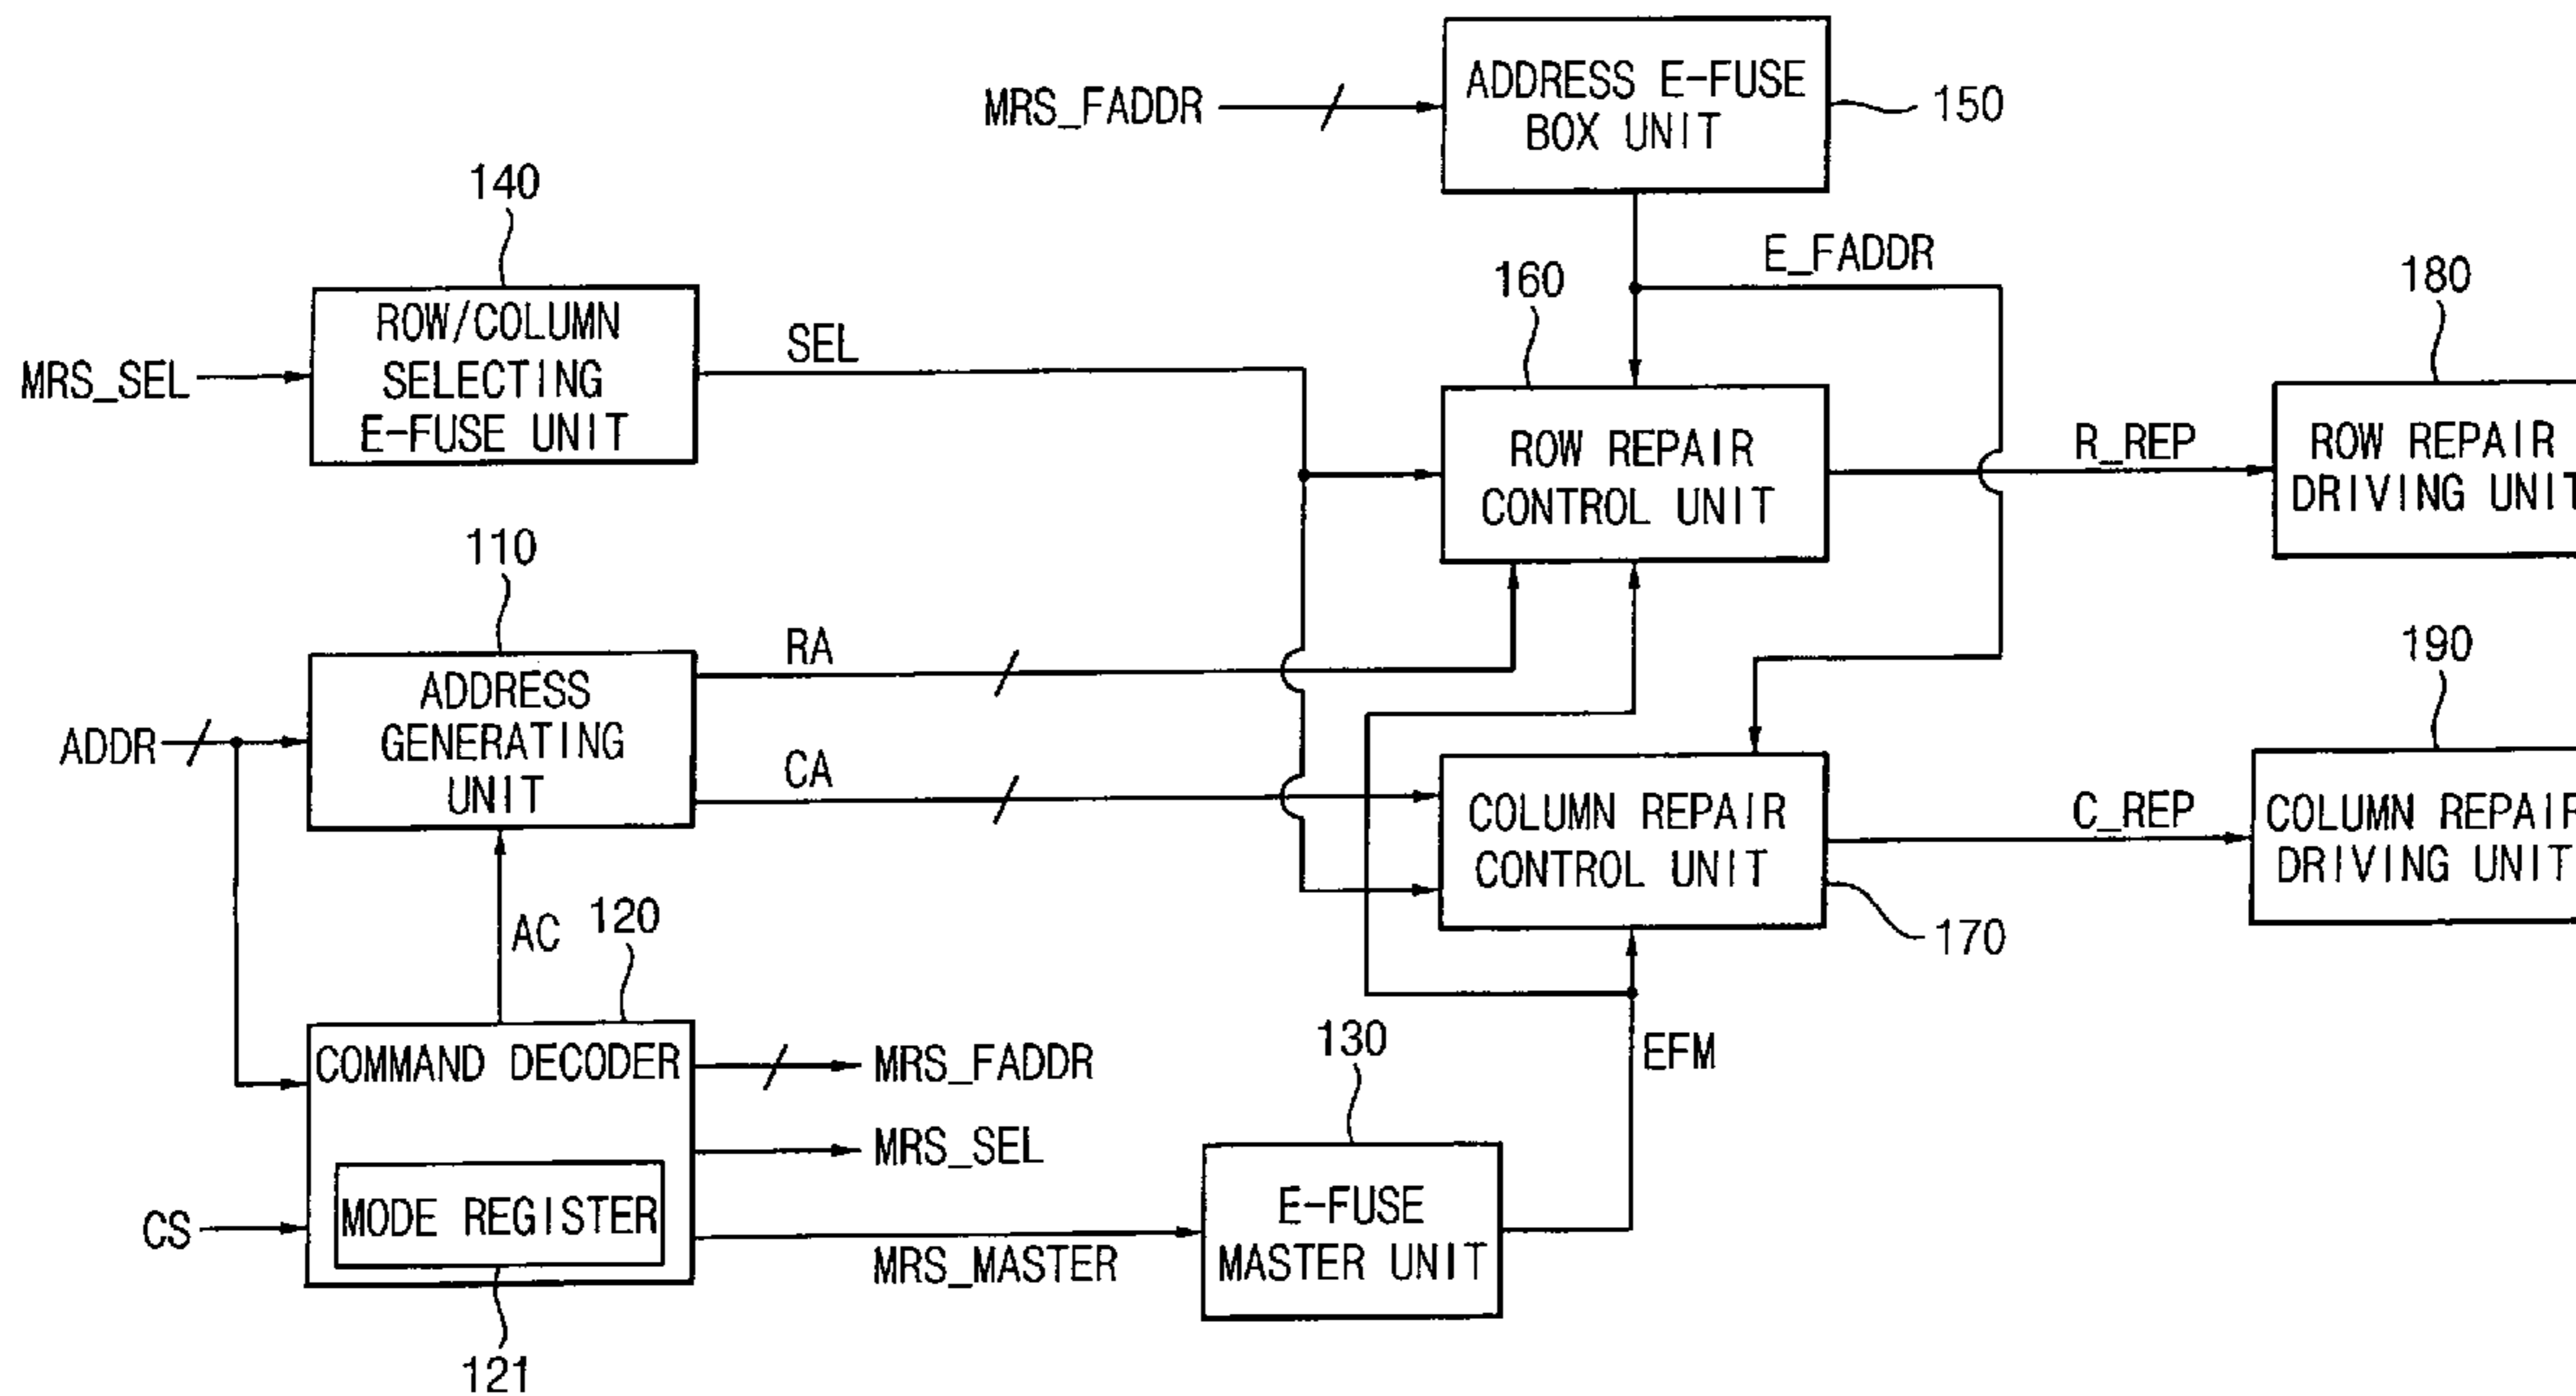 ADDRESS E-FUSE
BOX UNIT
150
MRS_FADDR
140
ROW/COLUMN
SELECTING
E-FUSE UNIT
MRS_SEL
SEL
E_FADDR
160
ROW REPAIR
CONTROL UNIT
R_REP
180
ROW REPAIR
DRIVING UNIT
110
ADDRESS
GENERATING
UNIT
ADDR
RA
CA
COLUMN REPAIR
CONTROL UNIT
170
C_REP
190
COLUMN REPAIR
DRIVING UNIT
AC
120
COMMAND DECODER
MRS_FADDR
MRS_SEL
MODE REGISTER
CS
MRS_MASTER
121
130
E-FUSE
MASTER UNIT
EFM